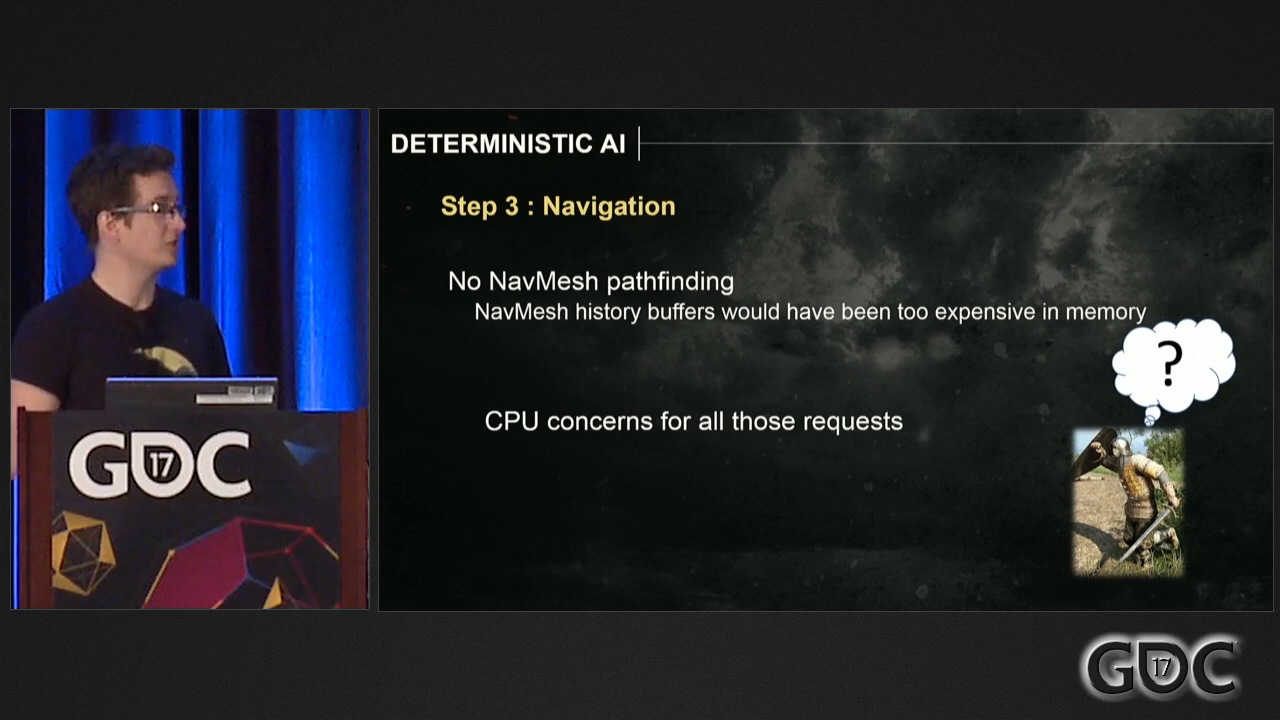 DETERMINISTIC AI
Step 3 : Navigation
No NavMesh pathfinding
NavMesh history buffers would have been too expensive in memory
?
CPU concerns for all those requests
GDC
17
GDC
17